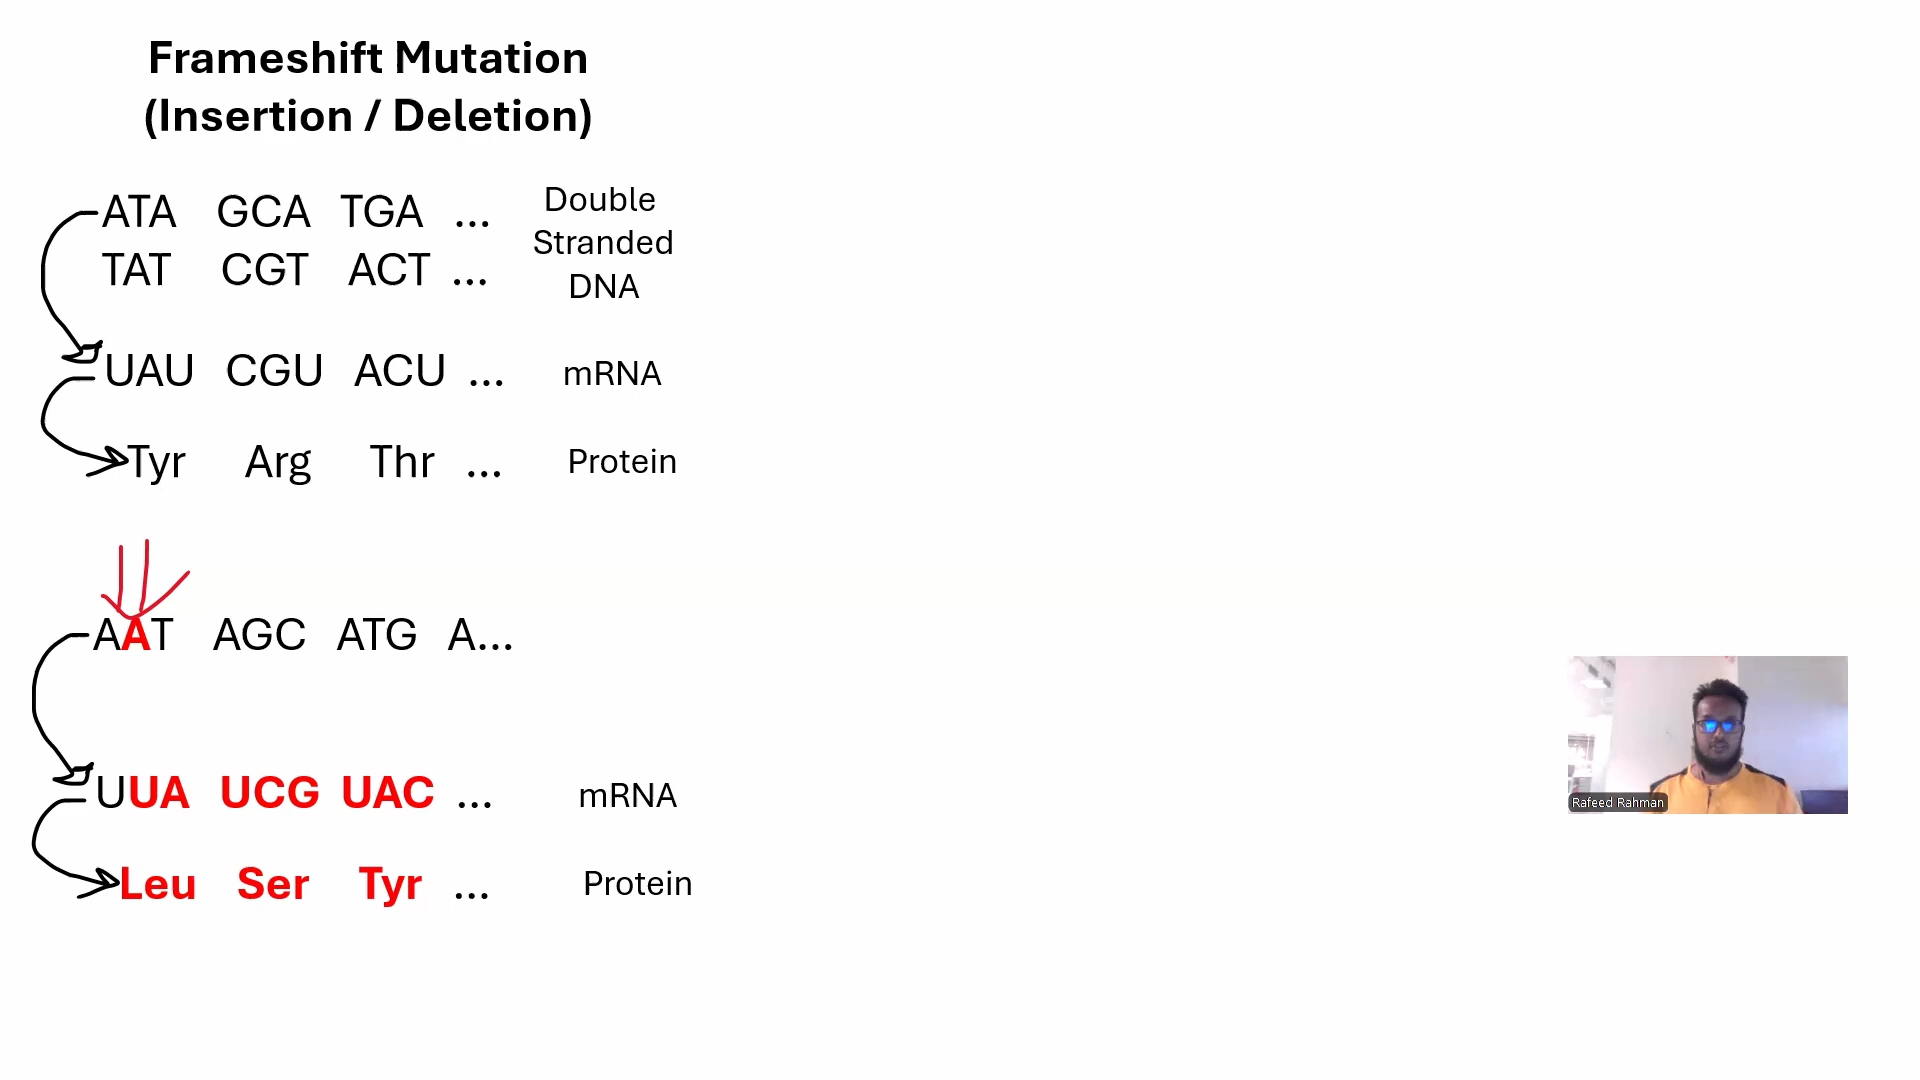 Frameshift Mutation
(Insertion / Deletion)
ATA GCA TGA ...
TAT CGT ACT ...
Double
Stranded
DNA
UAU CGU ACU ... mRNA
Tyr Arg Thr ... Protein
AAT AGC ATG A...
UUA UCG UAC ... mRNA
Leu Ser Tyr ... Protein
Rafeed Rahman